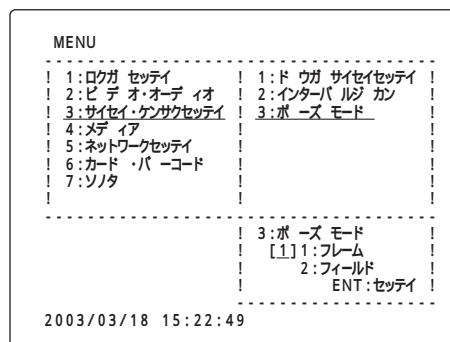 MENU
- - - - - - - - - - - - - - - - - - - - - - - - - - - - - - - - - - -
! 1:ロクガ セッテイ ! 1:ド ウガ サイセイセッテイ !
! 2:ビ デ オ・オーデ ィオ ! 2:インターバ ルジ カン !
! 3:サイセイ・ケンサクセッテイ ! 3:ポ ーズ モード !
! 4:メデ ィア ! !
! 5:ネットワークセッテイ ! !
! 6:カード ・バ ーコード ! !
! 7:ソノタ ! !
! ! !
- - - - - - - - - - - - - - - - - - - - - - - - - - - - - - - - - - -
! 3:ポ ーズ モード !
! [1]1:フレーム !
! 2:フィールド !
! ENT:セッテイ !
- - - - - - - - - - - - - - - - - -
2003/03/18 15:22:49